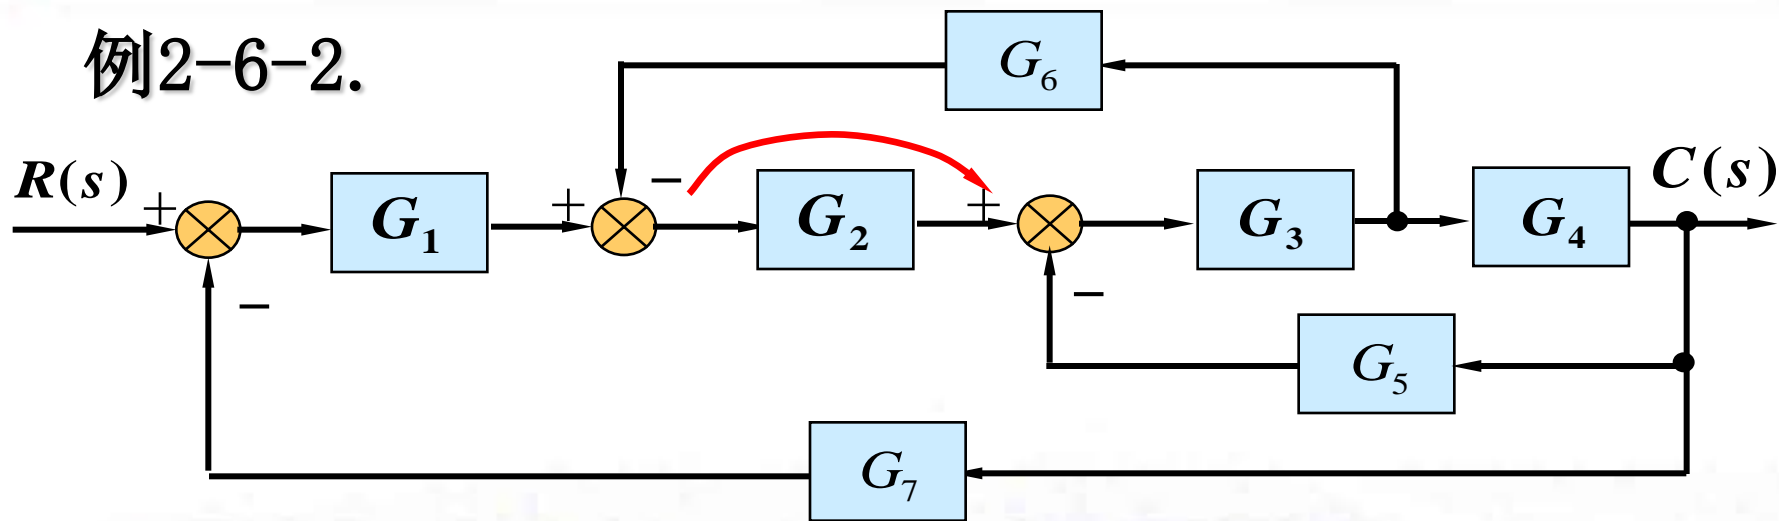 例2-6-2.
G6
R(s) + G1 + − G2 + G3 G4 C(s)
− − G5
G7